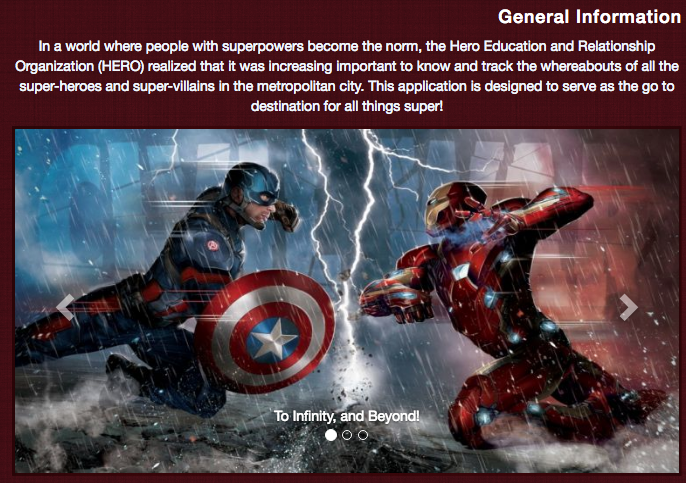 General Information
In a world where people with superpowers become the norm, the Hero Education and Relationship
Organization (HERO) realized that it was increasing important to know and track the whereabouts of all the
super-heroes and super-villains in the metropolitan city. This application is designed to serve as the go to
destination for all things super!
To Infinity, and Beyond!